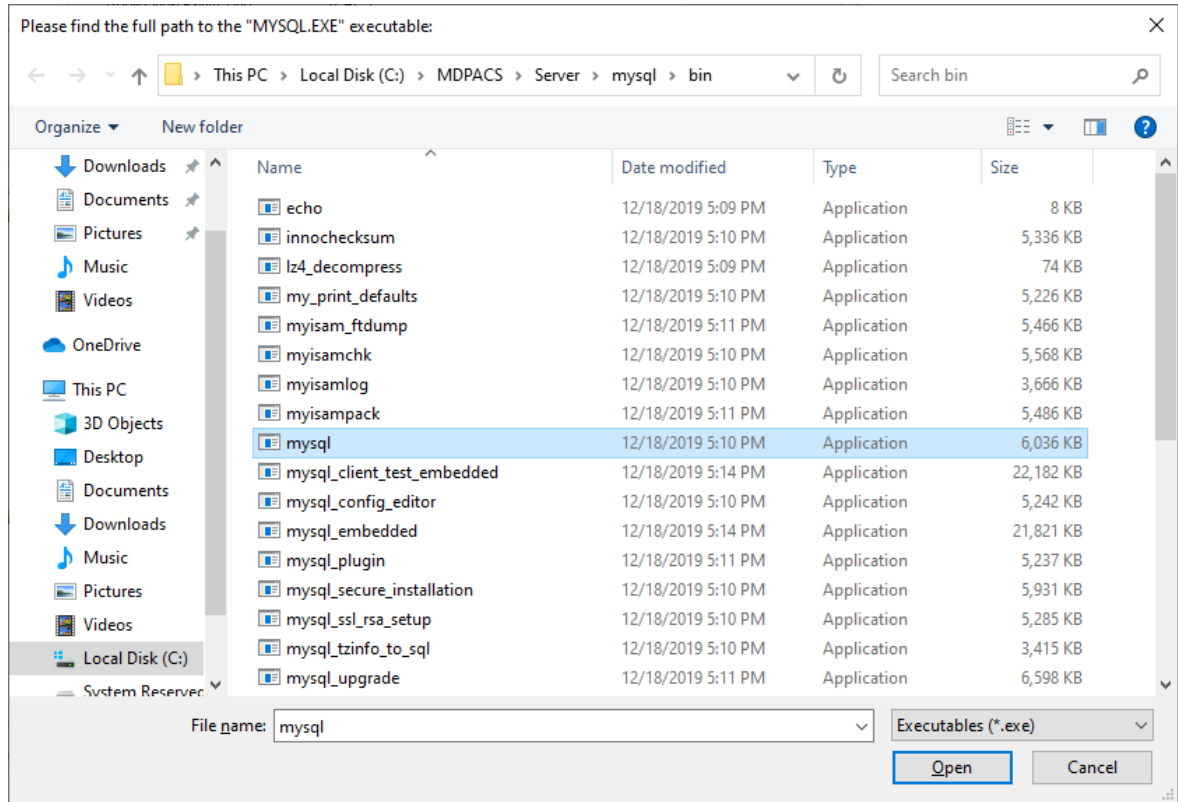 Please find the full path to the "MYSQL.EXE" executable:
This PC > Local Disk (C:) > MDPACS > Server > mysql > bin
Search bin
Organize
New folder
Downloads
Documents
Pictures
Music
Videos
OneDrive
This PC
3D Objects
Desktop
Documents
Downloads
Music
Pictures
Videos
Local Disk (C:)
System Reserved
Name Date modified Type Size
echo 12/18/2019 5:09 PM Application 8 KB
innochecksum 12/18/2019 5:10 PM Application 5,336 KB
lz4_decompress 12/18/2019 5:09 PM Application 74 KB
my_print_defaults 12/18/2019 5:10 PM Application 5,226 KB
myisam_ftdump 12/18/2019 5:11 PM Application 5,466 KB
myisamchk 12/18/2019 5:10 PM Application 5,568 KB
myisamlog 12/18/2019 5:10 PM Application 3,666 KB
myisampack 12/18/2019 5:11 PM Application 5,486 KB
mysql 12/18/2019 5:10 PM Application 6,036 KB
mysql_client_test_embedded 12/18/2019 5:14 PM Application 22,182 KB
mysql_config_editor 12/18/2019 5:10 PM Application 5,242 KB
mysql_embedded 12/18/2019 5:14 PM Application 21,821 KB
mysql_plugin 12/18/2019 5:11 PM Application 5,237 KB
mysql_secure_installation 12/18/2019 5:10 PM Application 5,931 KB
mysql_ssl_rsa_setup 12/18/2019 5:10 PM Application 5,285 KB
mysql_tzinfo_to_sql 12/18/2019 5:10 PM Application 3,415 KB
mysql_upgrade 12/18/2019 5:11 PM Application 6,598 KB
File name: mysql
Executables (*.exe)
Open
Cancel